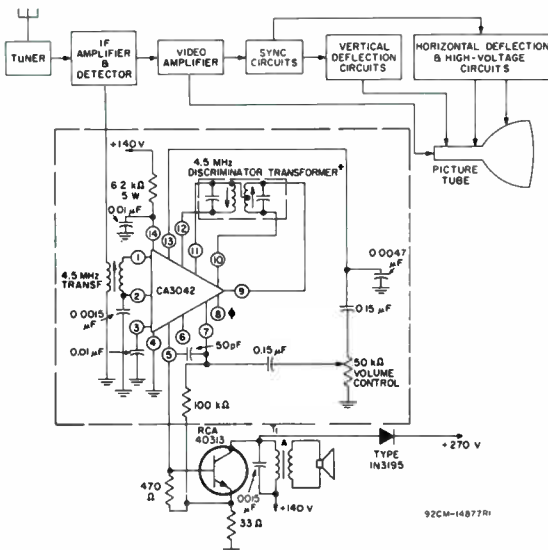 TUNER
IF
AMPLIFIER
&
DETECTOR
VIDEO
AMPLIFIER
SYNC
CIRCUITS
VERTICAL
DEFLECTION
CIRCUITS
HORIZONTAL DEFLECTION
& HIGH-VOLTAGE
CIRCUITS
PICTURE
TUBE
+140 V
6.2 kΩ
5 W
0.01 µF
4.5 MHz
DISCRIMINATOR TRANSFORMER+
14
13
12
11
10
9
8 ♦
7
6
5
4
3
2
1
CA3042
4.5 MHz
TRANSF
0.0015
µF
0.01 µF
50 pF
0.15 µF
0.0047
µF
0.15 µF
50 kΩ
VOLUME
CONTROL
100 kΩ
RCA
40313
T1
A
TYPE
IN3195
+270 V
470
Ω
.0015
µF
+140 V
33 Ω
92CM-14877RI